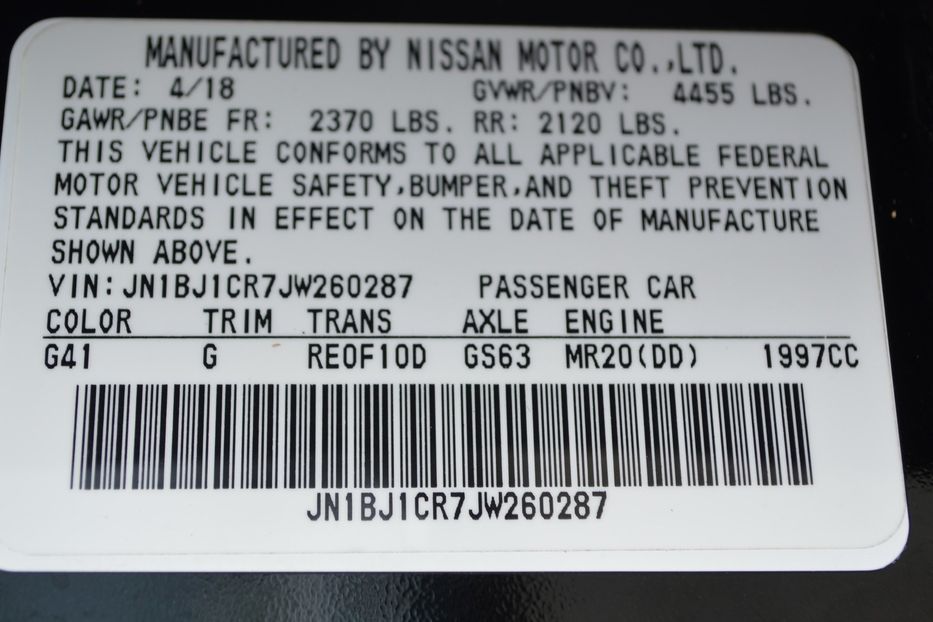 MANUFACTURED BY NISSAN MOTOR CO.,LTD.
DATE: 4/18 GVWR/PNBV: 4455 LBS.
GAWR/PNBE FR: 2370 LBS. RR: 2120 LBS.
THIS VEHICLE CONFORMS TO ALL APPLICABLE FEDERAL
MOTOR VEHICLE SAFETY,BUMPER,AND THEFT PREVENTION
STANDARDS IN EFFECT ON THE DATE OF MANUFACTURE
SHOWN ABOVE.
VIN:JN1BJ1CR7JW260287 PASSENGER CAR
COLOR TRIM TRANS AXLE ENGINE
G41 G RE0F10D GS63 MR20(DD) 1997CC
JN1BJ1CR7JW260287